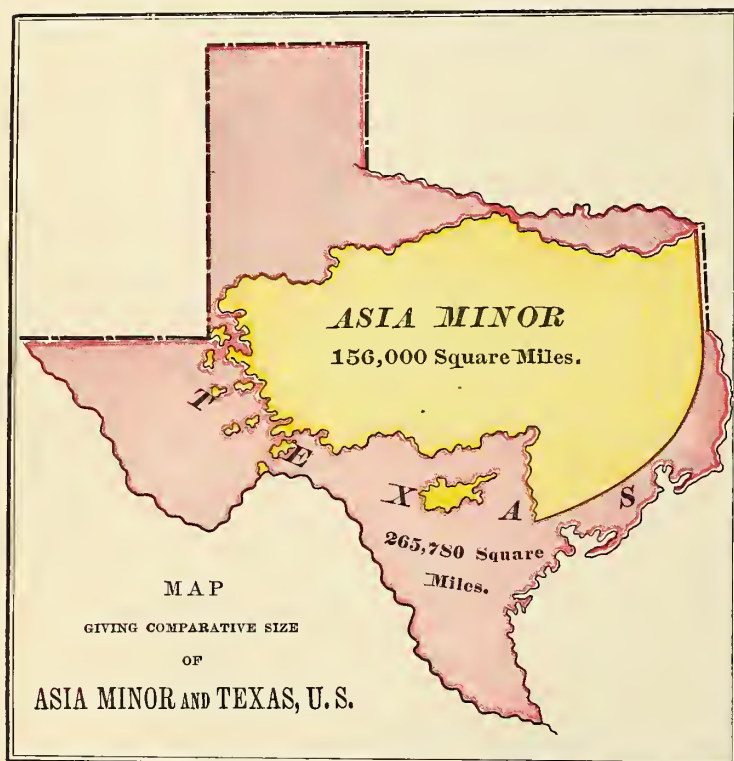 ASIA MINOR
156,000 Square Miles.
TEXAS
265,780 Square
Miles.
MAP
GIVING COMPARATIVE SIZE
OF
ASIA MINOR AND TEXAS, U.S.